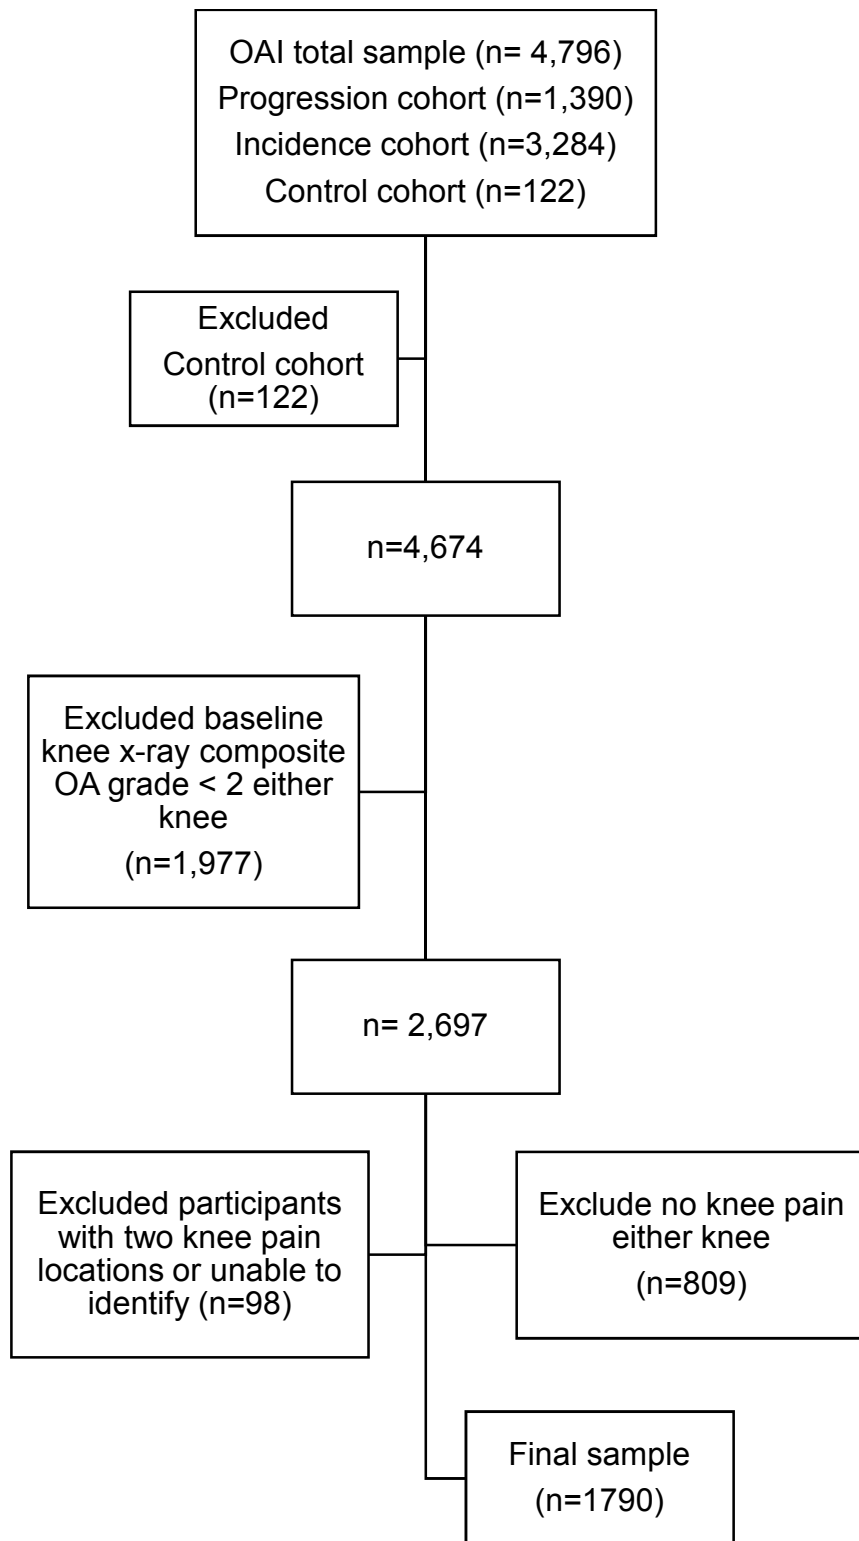 OAI total sample (n= 4,796)
Progression cohort (n=1,390)
Incidence cohort (n=3,284)
Control cohort (n=122)
Excluded
Control cohort
(n=122)
n=4,674
Excluded baseline
knee x-ray composite
OA grade < 2 either
knee
(n=1,977)
n= 2,697
Excluded participants
with two knee pain
locations or unable to
identify (n=98)
Exclude no knee pain
either knee
(n=809)
Final sample
(n=1790)